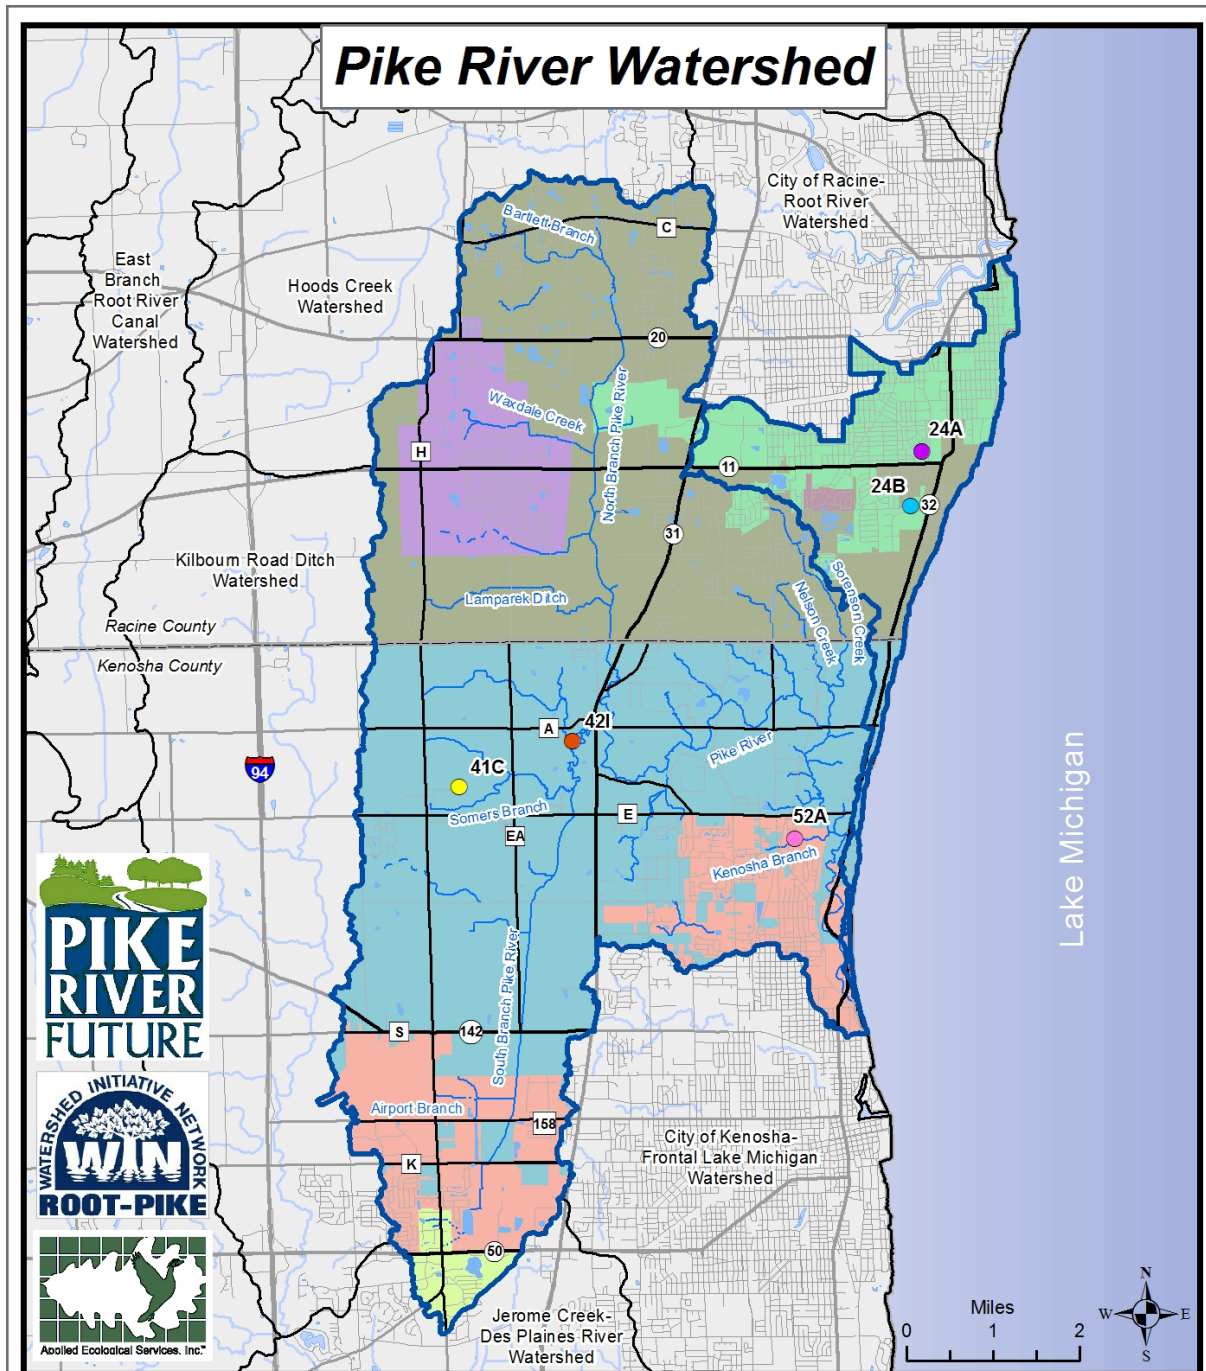 Pike River Watershed
City of Racine-
Root River
Watershed
Bartlett Branch
C
East
Branch
Root River
Canal
Watershed
Hoods Creek
Watershed
20
Waxdale Creek
North Branch Pike River
24A
H
11
24B
32
31
Kilbourn Road Ditch
Watershed
Lamparek Ditch
Nelson Creek
Sorenson Creek
Racine County
Kenosha County
42I
A
Pike River
94
41C
Somers Branch
E
52A
EA
Kenosha Branch
Lake Michigan
PIKE
RIVER
FUTURE
South Branch Pike River
S
142
WATERSHED INITIATIVE NETWORK
WIN
ROOT-PIKE
Airport Branch
158
K
City of Kenosha-
Frontal Lake Michigan
Watershed
50
Applied Ecological Services, Inc.™
Jerome Creek-
Des Plaines River
Watershed
Miles
0 1 2
N
W E
S